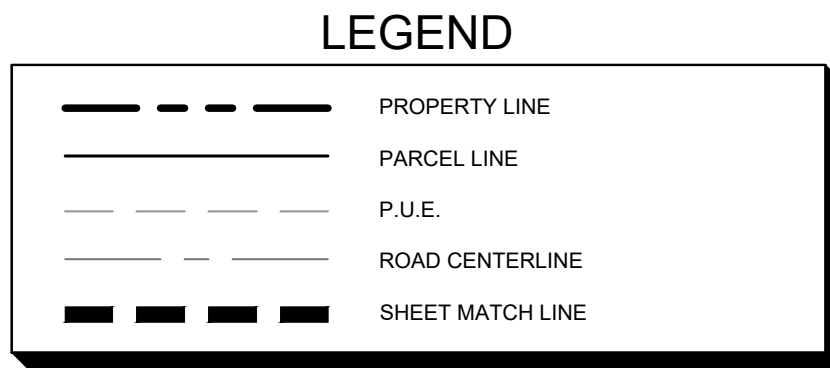 LEGEND
PROPERTY LINE
PARCEL LINE
P.U.E.
ROAD CENTERLINE
SHEET MATCH LINE